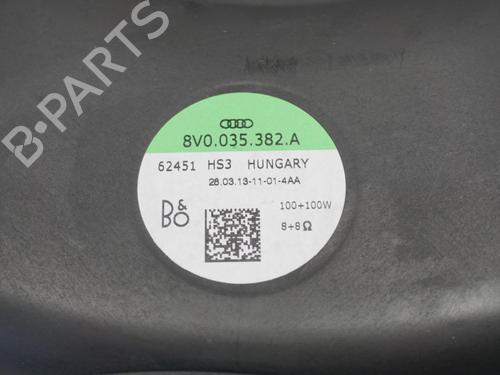 B-PARTS
8V0.035.382.A
62451 HS3 HUNGARY
28.03.13-11-01-4AA
B&O
100+100W
8+8Ω